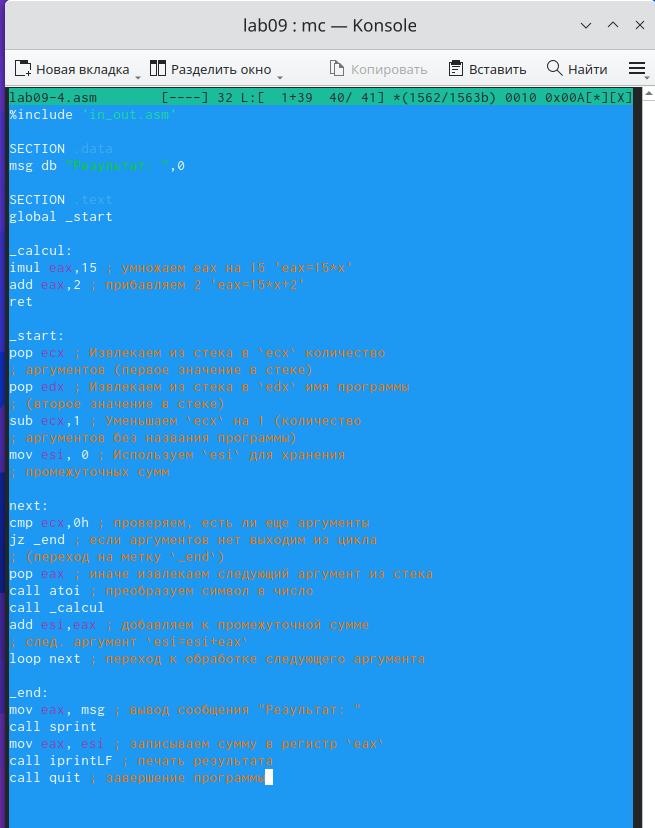 lab09 : mc — Konsole
Новая вкладка Разделить окно Копировать Вставить Найти
lab09-4.asm [----] 32 L:[ 1+39 40/ 41] *(1562/1563b) 0010 0x00A[*][X]
%include 'in_out.asm'
SECTION .data
msg db "Результат: ",0
SECTION .text
global _start
_calcul:
imul eax,15 ; умножаем eax на 15 'eax=15*x'
add eax,2 ; прибавляем 2 'eax=15*x+2'
ret
_start:
pop ecx ; Извлекаем из стека в `ecx` количество
; аргументов (первое значение в стеке)
pop edx ; Извлекаем из стека в `edx` имя программы
; (второе значение в стеке)
sub ecx,1 ; Уменьшаем `ecx` на 1 (количество
; аргументов без названия программы)
mov esi, 0 ; Используем `esi` для хранения
; промежуточных сумм
next:
cmp ecx,0h ; проверяем, есть ли еще аргументы
jz _end ; если аргументов нет выходим из цикла
; (переход на метку `_end`)
pop eax ; иначе извлекаем следующий аргумент из стека
call atoi ; преобразуем символ в число
call _calcul
add esi,eax ; добавляем к промежуточной сумме
; след. аргумент `esi=esi+eax`
loop next ; переход к обработке следующего аргумента
_end:
mov eax, msg ; вывод сообщения "Результат: "
call sprint
mov eax, esi ; записываем сумму в регистр `eax`
call iprintLF ; печать результата
call quit ; завершение программы